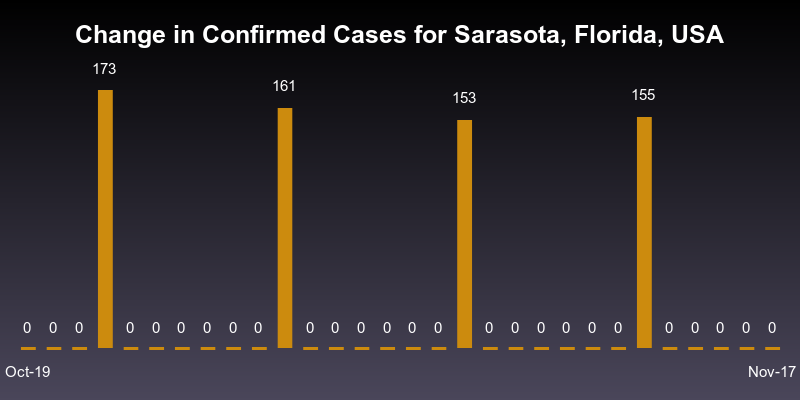 Change in Confirmed Cases for Sarasota, Florida, USA
173
161
153
155
0 0 0 0 0 0 0 0 0 0 0 0 0 0 0 0 0 0 0 0 0 0 0 0 0 0
Oct-19 Nov-17